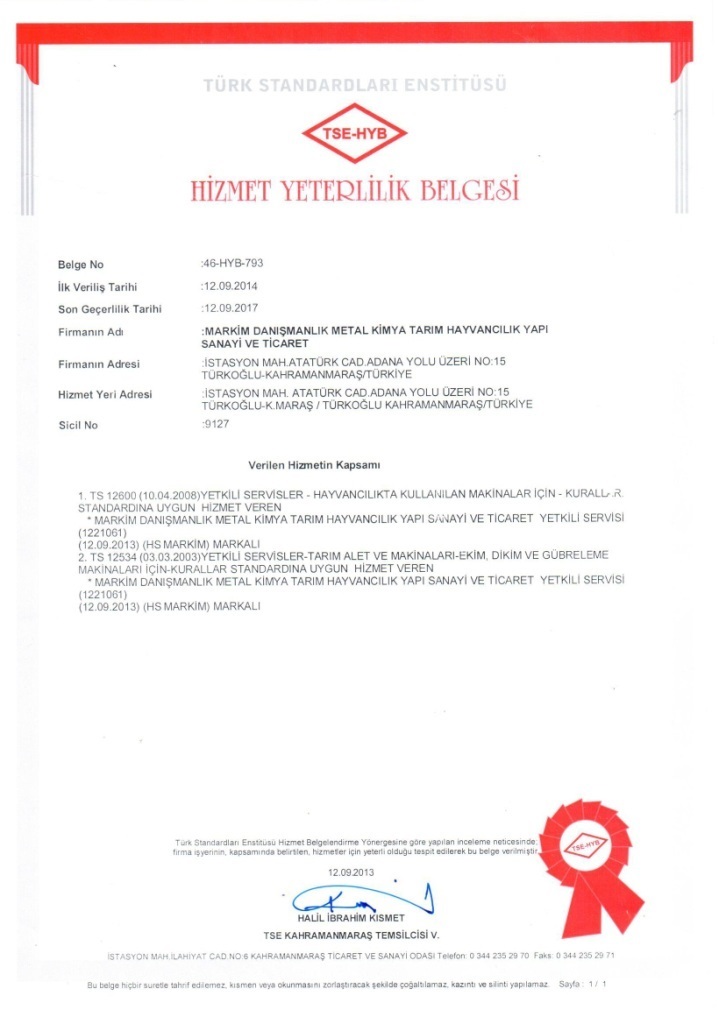 TÜRK STANDARDLARI ENSTİTÜSÜ
TSE-HYB
HİZMET YETERLİLİK BELGESİ
Belge No :46-HYB-793
İlk Veriliş Tarihi :12.09.2014
Son Geçerlilik Tarihi :12.09.2017
Firmanın Adı :MARKİM DANIŞMANLIK METAL KİMYA TARIM HAYVANCILIK YAPI
SANAYİ VE TİCARET
Firmanın Adresi :İSTASYON MAH.ATATÜRK CAD.ADANA YOLU ÜZERİ NO:15
TÜRKOĞLU-KAHRAMANMARAŞ/TÜRKİYE
Hizmet Yeri Adresi :İSTASYON MAH. ATATÜRK CAD.ADANA YOLU ÜZERİ NO:15
TÜRKOĞLU-K.MARAŞ / TÜRKOĞLU KAHRAMANMARAŞ/TÜRKİYE
Sicil No :9127
Verilen Hizmetin Kapsamı
1. TS 12600 (10.04.2008)YETKİLİ SERVİSLER - HAYVANCILIKTA KULLANILAN MAKİNALAR İÇİN - KURALLAR
STANDARDINA UYGUN HİZMET VEREN
* MARKİM DANIŞMANLIK METAL KİMYA TARIM HAYVANCILIK YAPI SANAYİ VE TİCARET YETKİLİ SERVİSİ
(1221061)
(12.09.2013) (HS MARKİM) MARKALI
2. TS 12534 (03.03.2003)YETKİLİ SERVİSLER-TARIM ALET VE MAKİNALARI-EKİM, DİKİM VE GÜBRELEME
MAKİNALARI İÇİN-KURALLAR STANDARDINA UYGUN HİZMET VEREN
* MARKİM DANIŞMANLIK METAL KİMYA TARIM HAYVANCILIK YAPI SANAYİ VE TİCARET YETKİLİ SERVİSİ
(1221061)
(12.09.2013) (HS MARKİM) MARKALI
Türk Standardları Enstitüsü Hizmet Belgelendirme Yönergesine göre yapılan inceleme neticesinde;
firma işyerinin, kapsamında belirtilen, hizmetler için yeterli olduğu tespit edilerek bu belge verilmiştir.
TSE-HYB
12.09.2013
HALİL İBRAHİM KISMET
TSE KAHRAMANMARAŞ TEMSİLCİSİ V.
İSTASYON MAH.İLAHİYAT CAD.NO:6 KAHRAMANMARAŞ TİCARET VE SANAYİ ODASI Telefon: 0 344 235 29 70 Faks: 0 344 235 29 71
Bu belge hiçbir suretle tahrif edilemez, kısmen veya okunmasını zorlaştıracak şekilde çoğaltılamaz, kazıntı ve silinti yapılamaz. Sayfa : 1 / 1